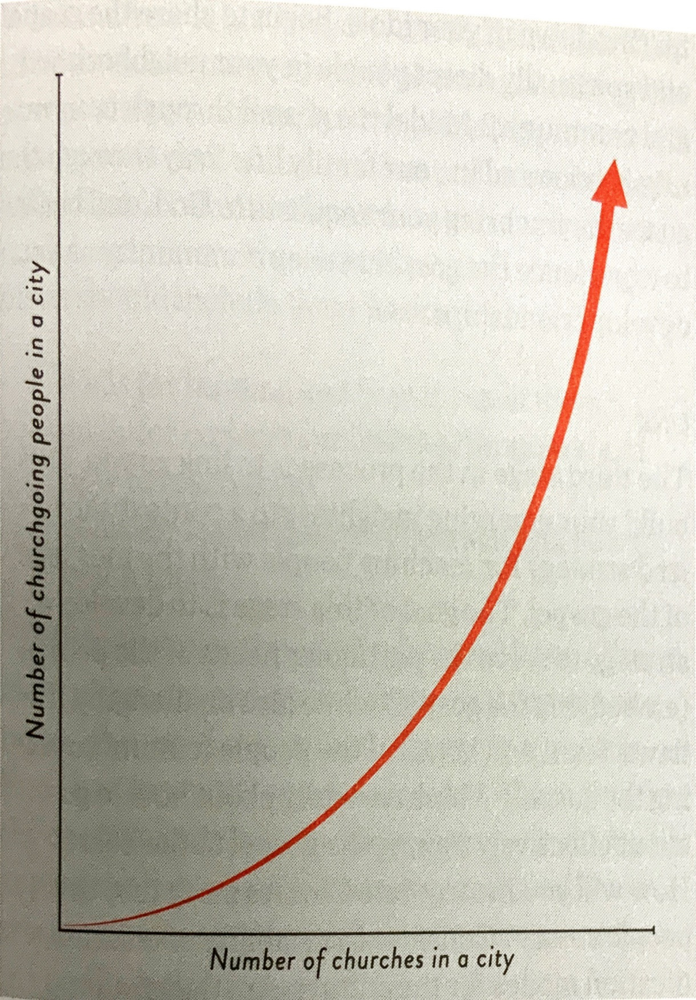 Number of churchgoing people in a city
Number of churches in a city